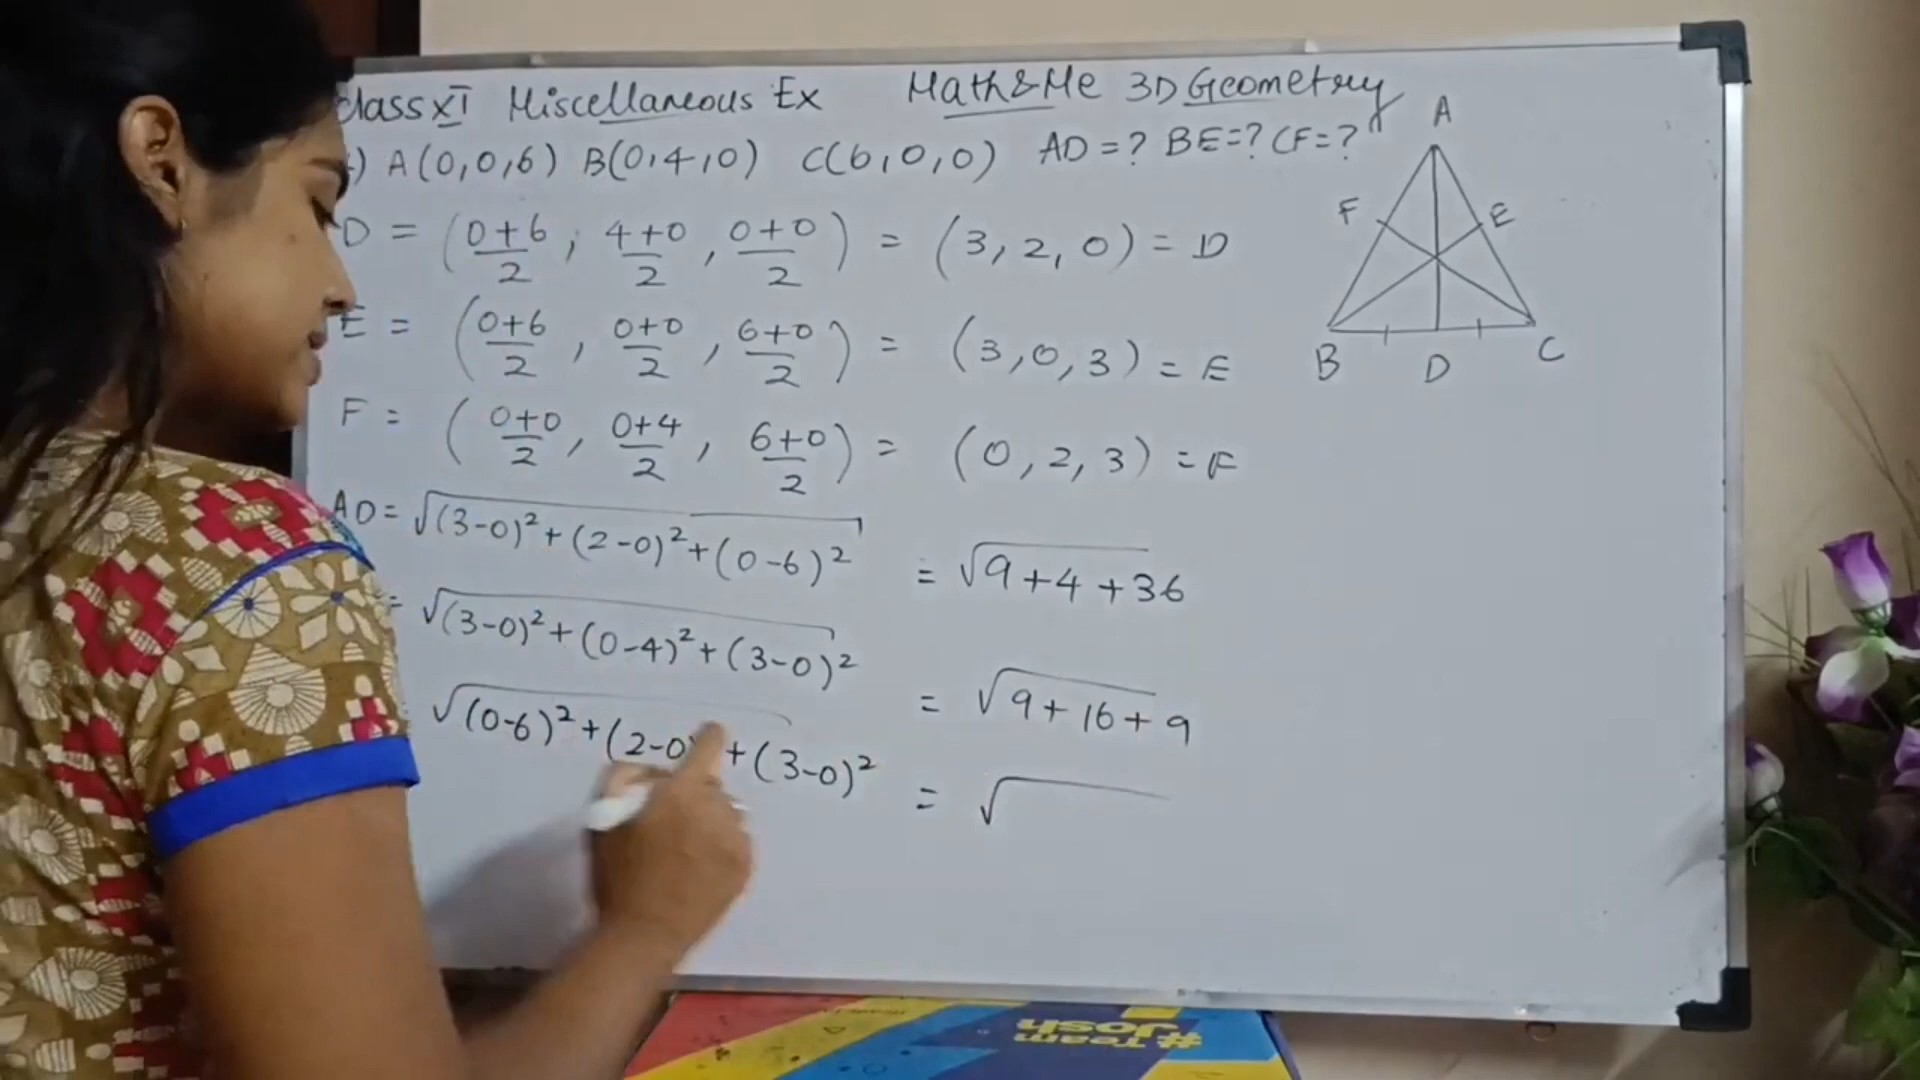 class XI Miscellaneous Ex Math&Me 3D Geometry
) A(0,0,6) B(0,4,0) C(6,0,0) AD=? BE=? CF=?
D = (0+6/2, 4+0/2, 0+0/2) = (3,2,0) = D
E = (0+6/2, 0+0/2, 6+0/2) = (3,0,3) = E
F = (0+0/2, 0+4/2, 6+0/2) = (0,2,3) = F
AD = √(3-0)²+(2-0)²+(0-6)² = √9+4+36
= √(3-0)²+(0-4)²+(3-0)² = √9+16+9
√(0-6)²+(2-0) +(3-0)² = √
A
F
E
B
D
C
#Team
Josh